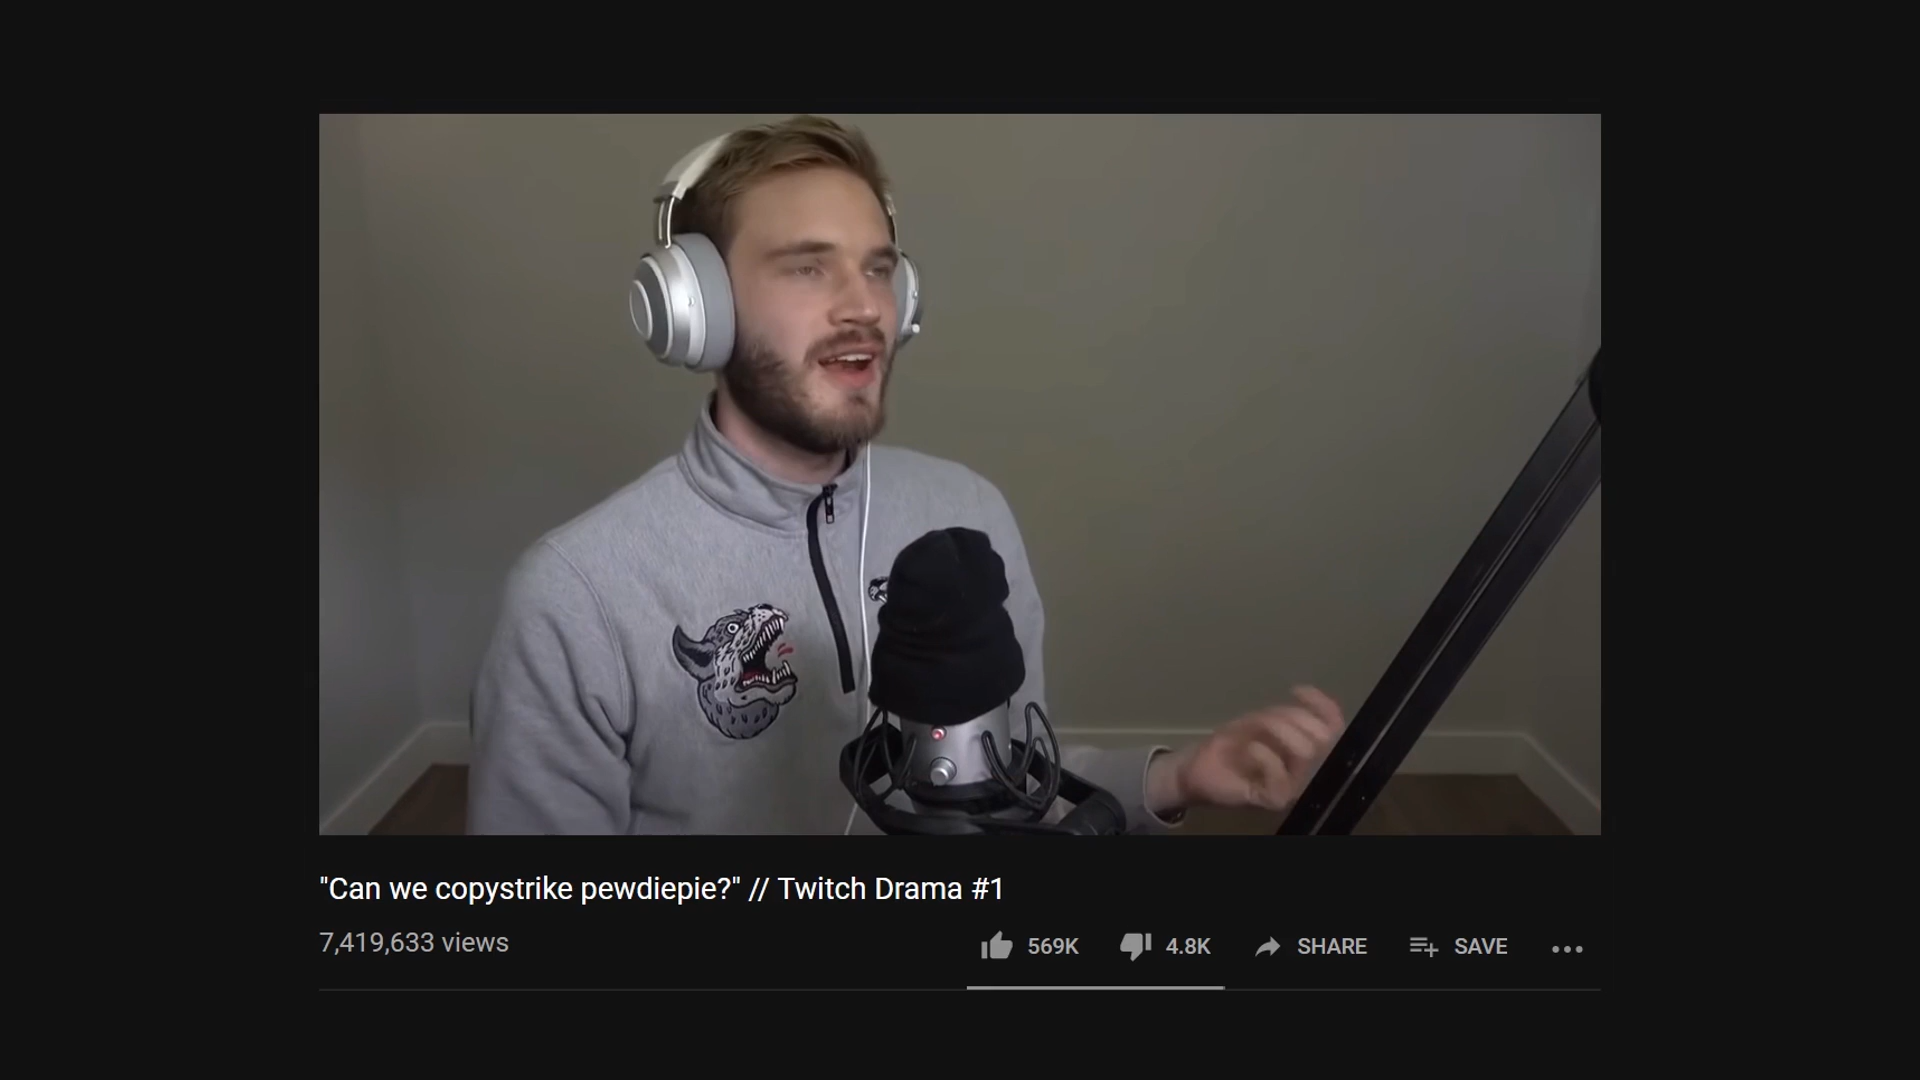 "Can we copystrike pewdiepie?" // Twitch Drama #1
7,419,633 views
569K
4.8K
SHARE
SAVE